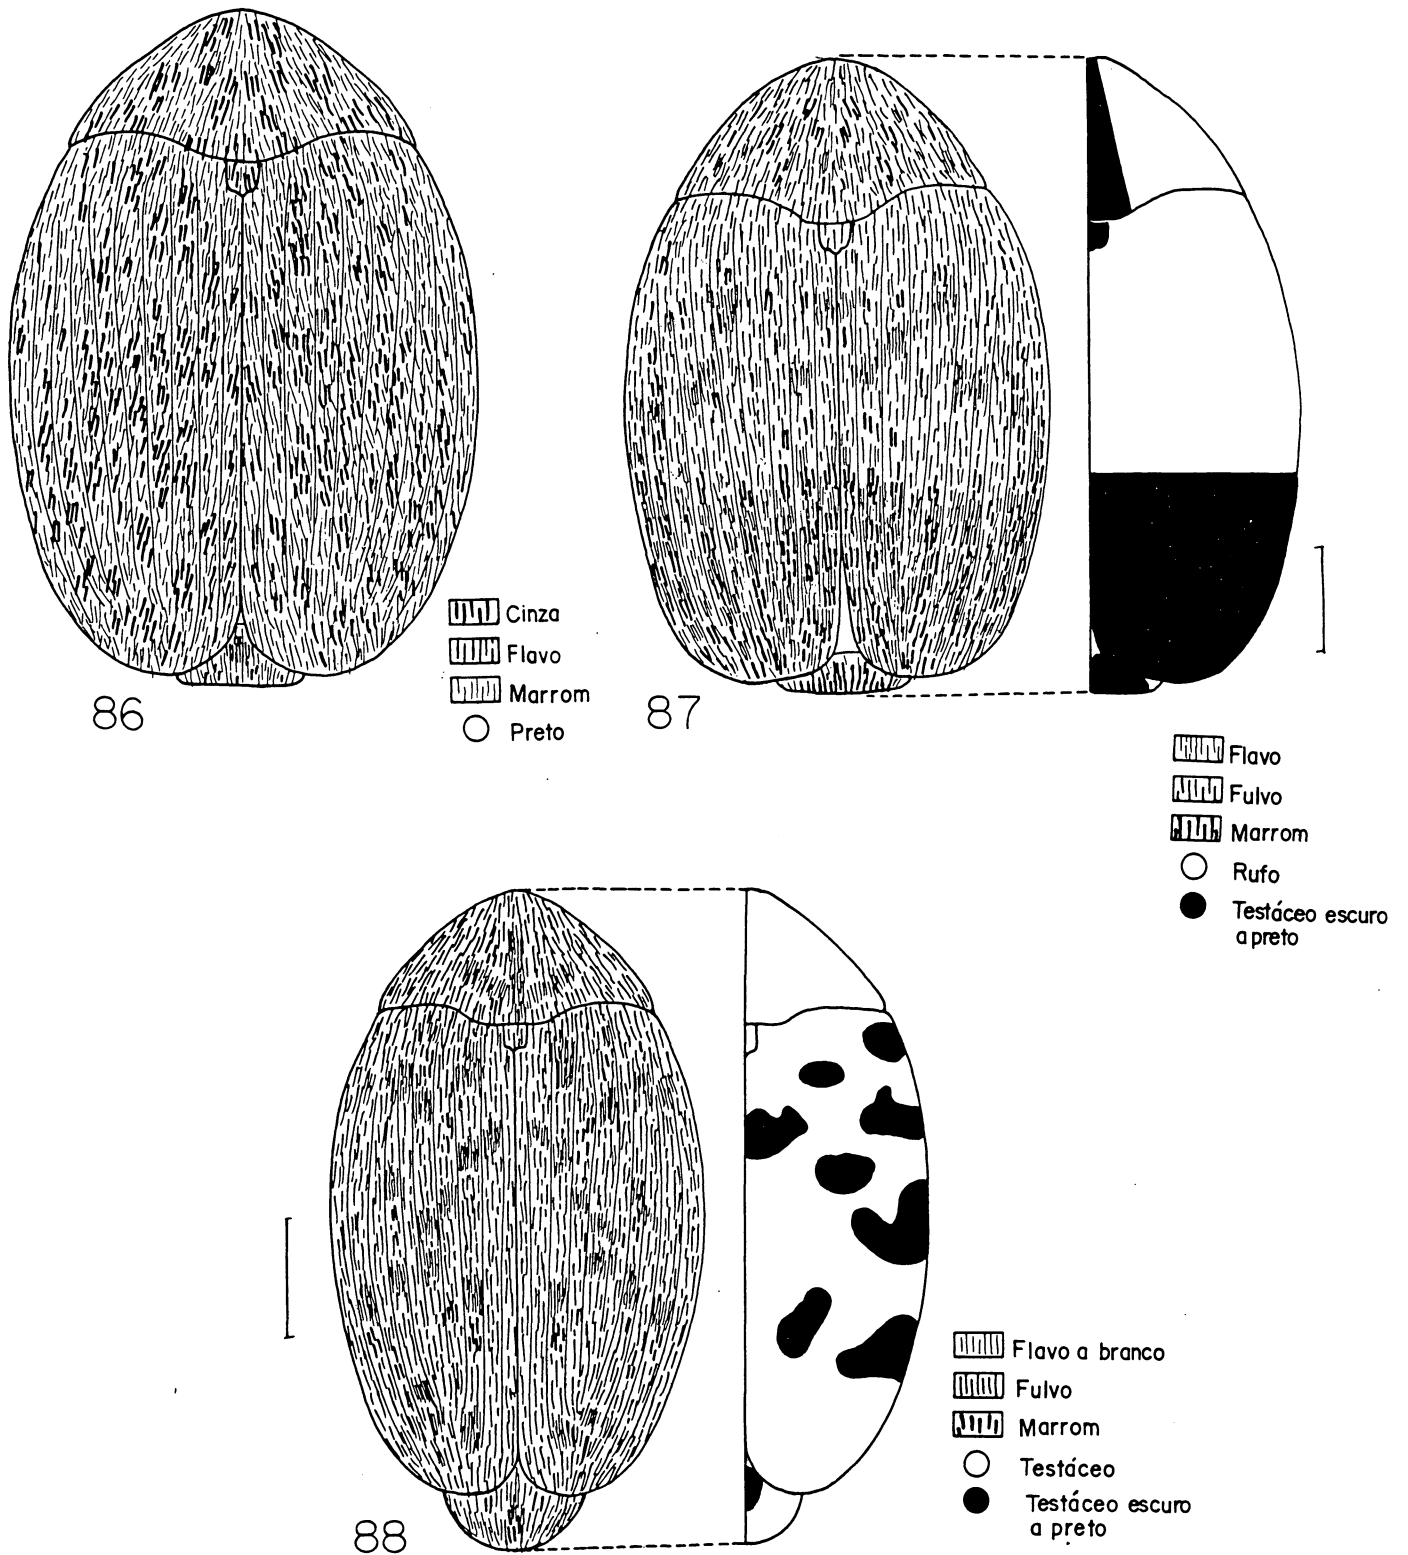 86
Cinza
Flavo
Marrom
Preto
87
Flavo
Fulvo
Marrom
Rufo
Testáceo escuro
a preto
88
Flavo a branco
Fulvo
Marrom
Testáceo
Testáceo escuro
a preto